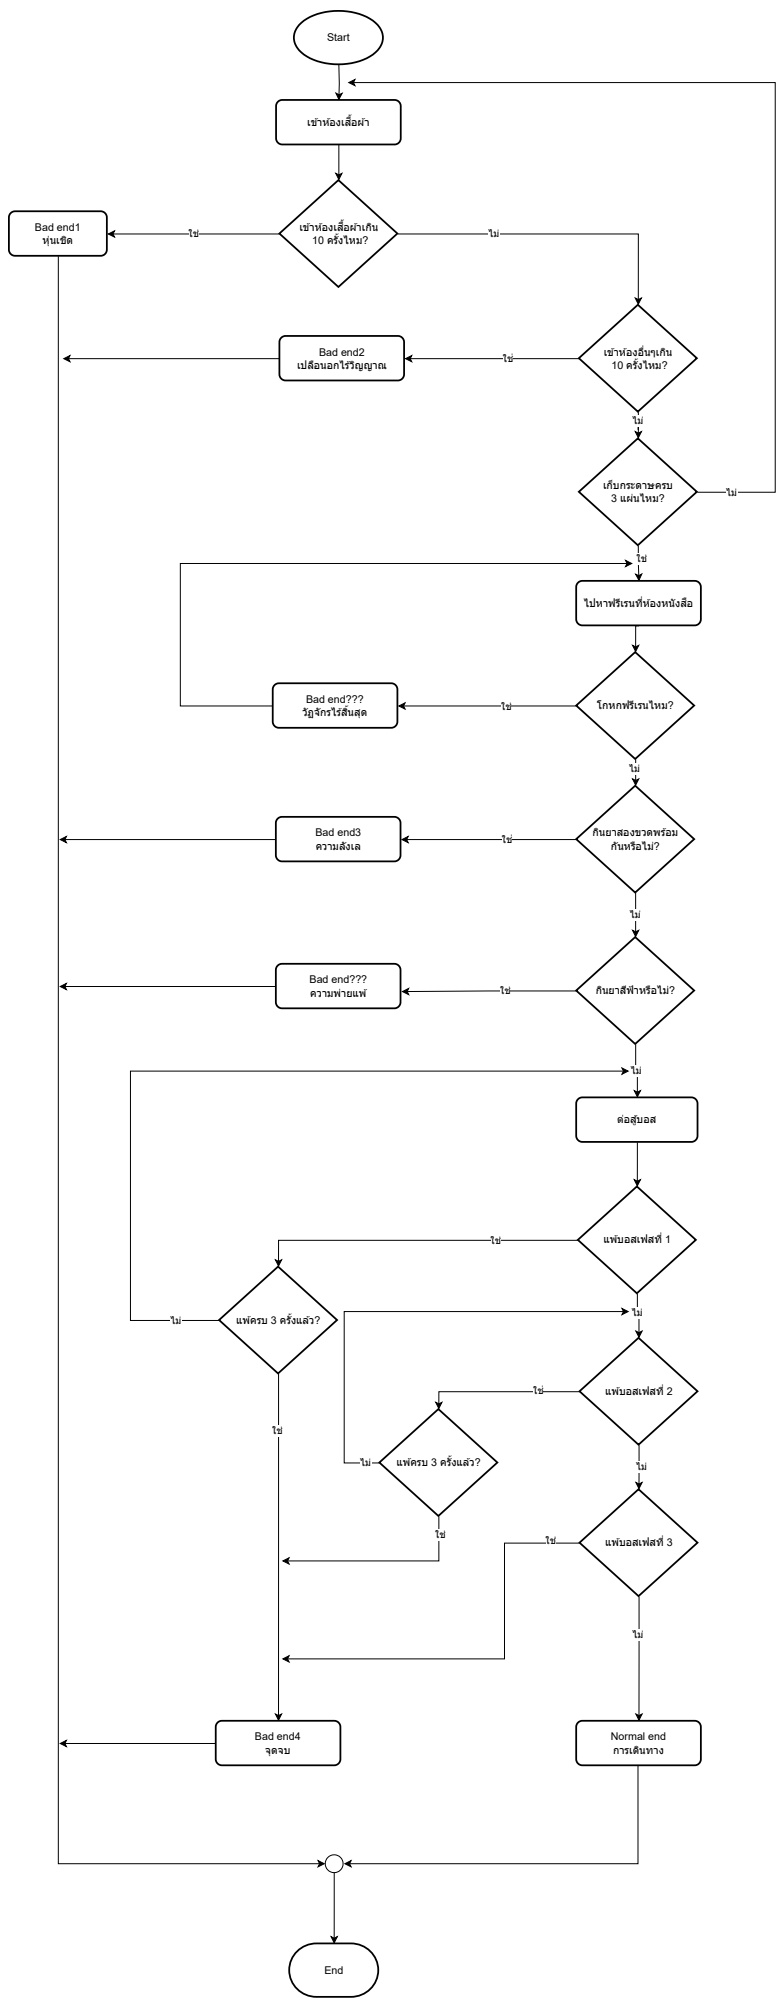 Start
เข้าห้องเสื้อผ้า
เข้าห้องเสื้อผ้าเกิน
10 ครั้งไหม?
ใช่
ไม่
Bad end1
หุ่นเชิด
เข้าห้องอื่นๆเกิน
10 ครั้งไหม?
ใช่
Bad end2
เปลือนอกไร้วิญญาณ
ไม่
เก็บกระดาษครบ
3 แผ่นไหม?
ไม่
ใช่
ไปหาฟรีเรนที่ห้องหนังสือ
โกหกฟรีเรนไหม?
ใช่
Bad end???
วัฏจักรไร้สิ้นสุด
ไม่
กินยาสองขวดพร้อม
กันหรือไม่?
ใช่
Bad end3
ความลังเล
ไม่
กินยาสีฟ้าหรือไม่?
ใช่
Bad end???
ความพ่ายแพ้
ไม่
ต่อสู้บอส
แพ้บอสเฟสที่ 1
ใช่
แพ้ครบ 3 ครั้งแล้ว?
ไม่
ไม่
แพ้บอสเฟสที่ 2
ใช่
ใช่
แพ้ครบ 3 ครั้งแล้ว?
ไม่
ไม่
ใช่
แพ้บอสเฟสที่ 3
ใช่
ไม่
Bad end4
จุดจบ
Normal end
การเดินทาง
End